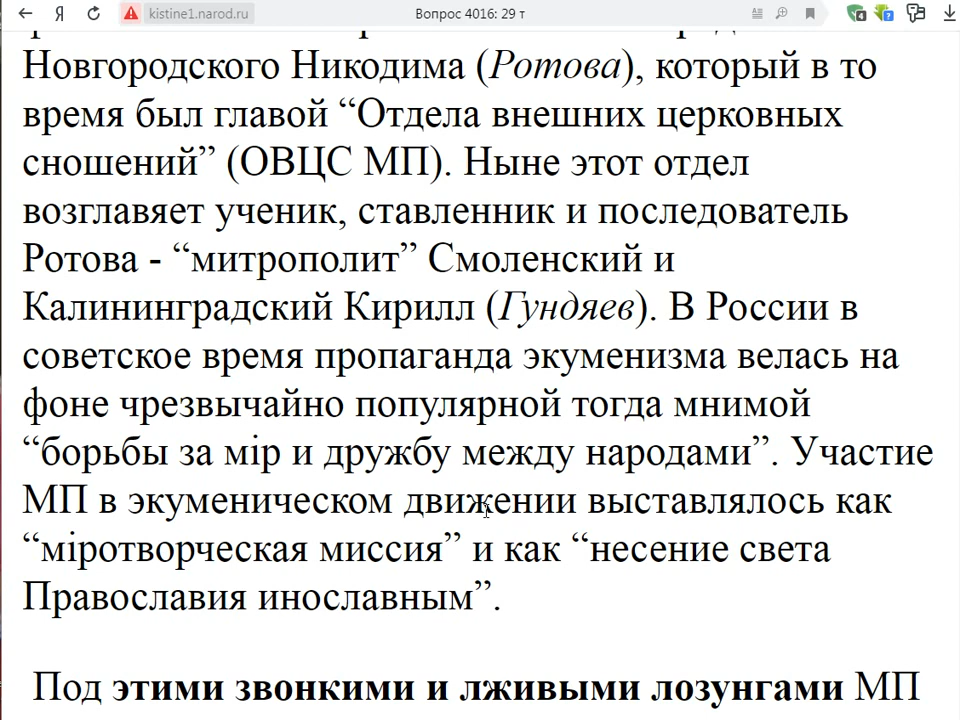 kistine1.narod.ru
Вопрос 4016: 29 т
Новгородского Никодима (Ротова), который в то
время был главой “Отдела внешних церковных
сношений” (ОВЦС МП). Ныне этот отдел
возглавяет ученик, ставленник и последователь
Ротова - “митрополит” Смоленский и
Калининградский Кирилл (Гундяев). В России в
советское время пропаганда экуменизма велась на
фоне чрезвычайно популярной тогда мнимой
“борьбы за мiр и дружбу между народами”. Участие
МП в экуменическом движении выставлялось как
“мiротворческая миссия” и как “несение света
Православия инославным”.
Под этими звонкими и лживыми лозунгами МП